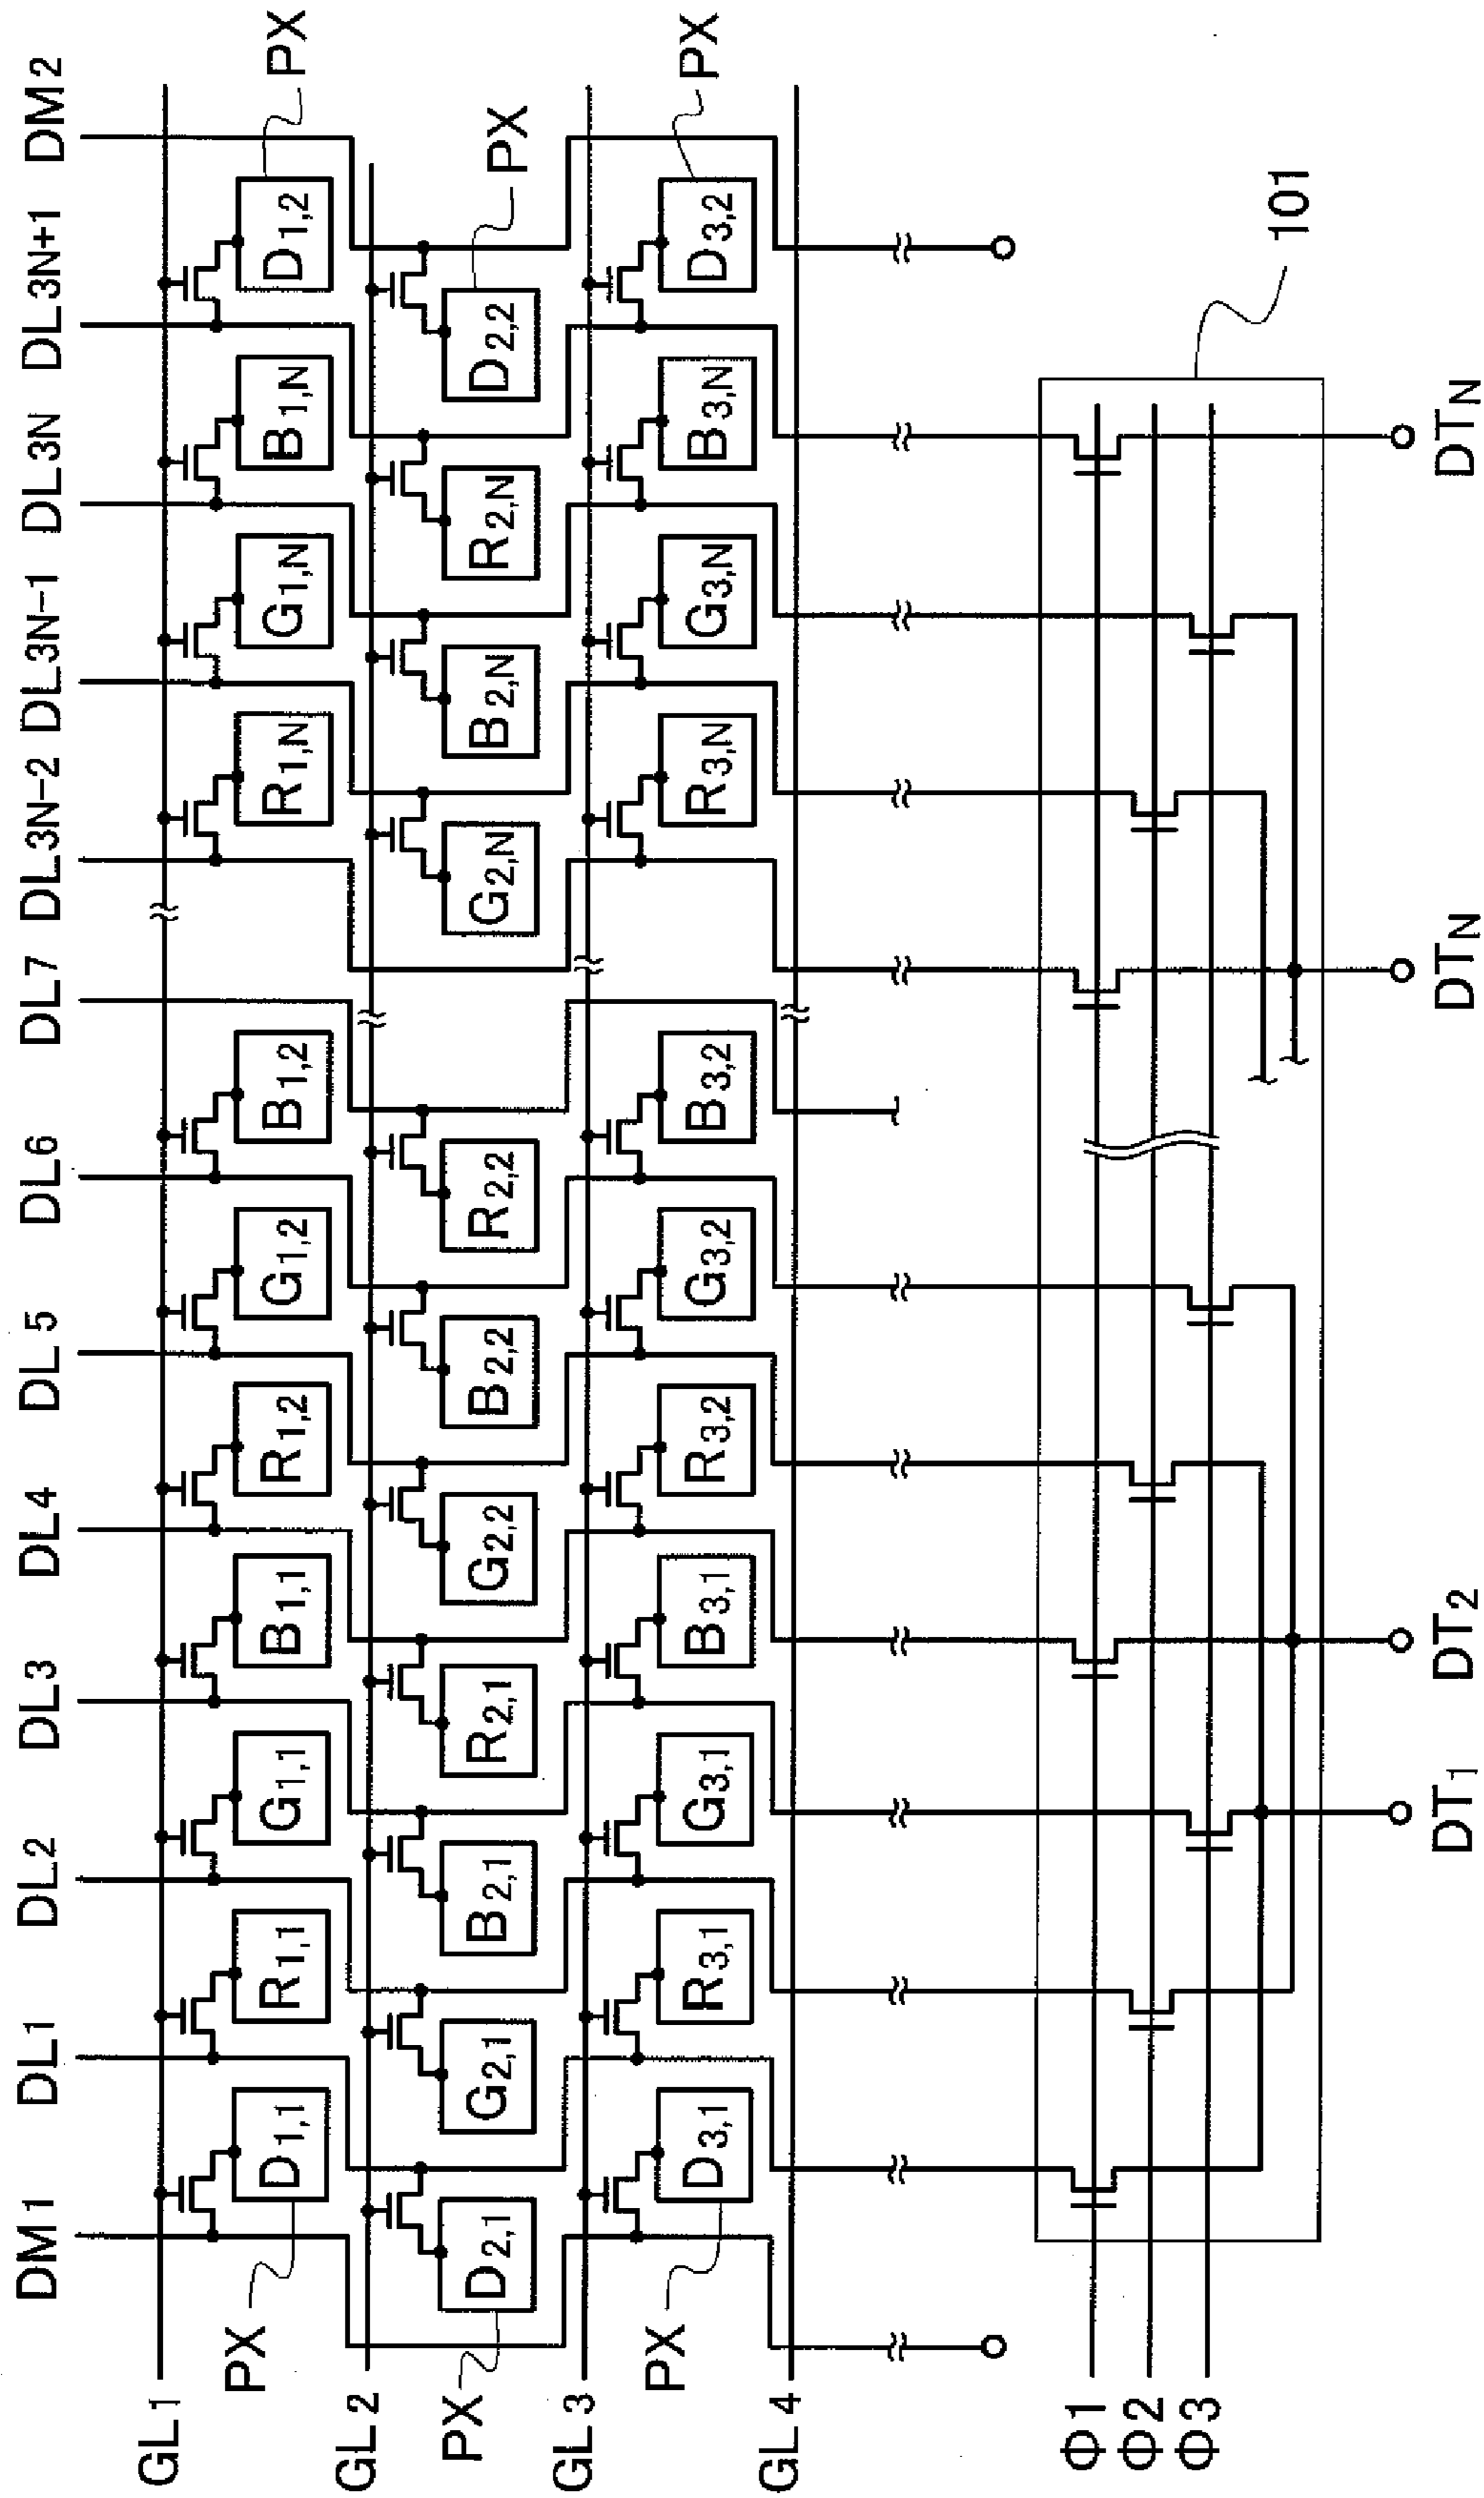 DM1 DL1 DL2 DL3 DL4 DL5 DL6 DL7 DL3N-2 DL3N-1 DL3N DL3N+1 DM2
GL1
D1,1 R1,1 G1,1 B1,1 R1,2 G1,2 B1,2 R1,N G1,N B1,N D1,2
PX PX
GL2
D2,1 G2,1 B2,1 R2,1 G2,2 B2,2 R2,2 G2,N B2,N R2,N D2,2
PX PX
GL3
D3,1 R3,1 G3,1 B3,1 R3,2 G3,2 B3,2 R3,N G3,N B3,N D3,2
PX PX
GL4
Φ1
Φ2
Φ3
101
DT1 DT2 DTN DTN